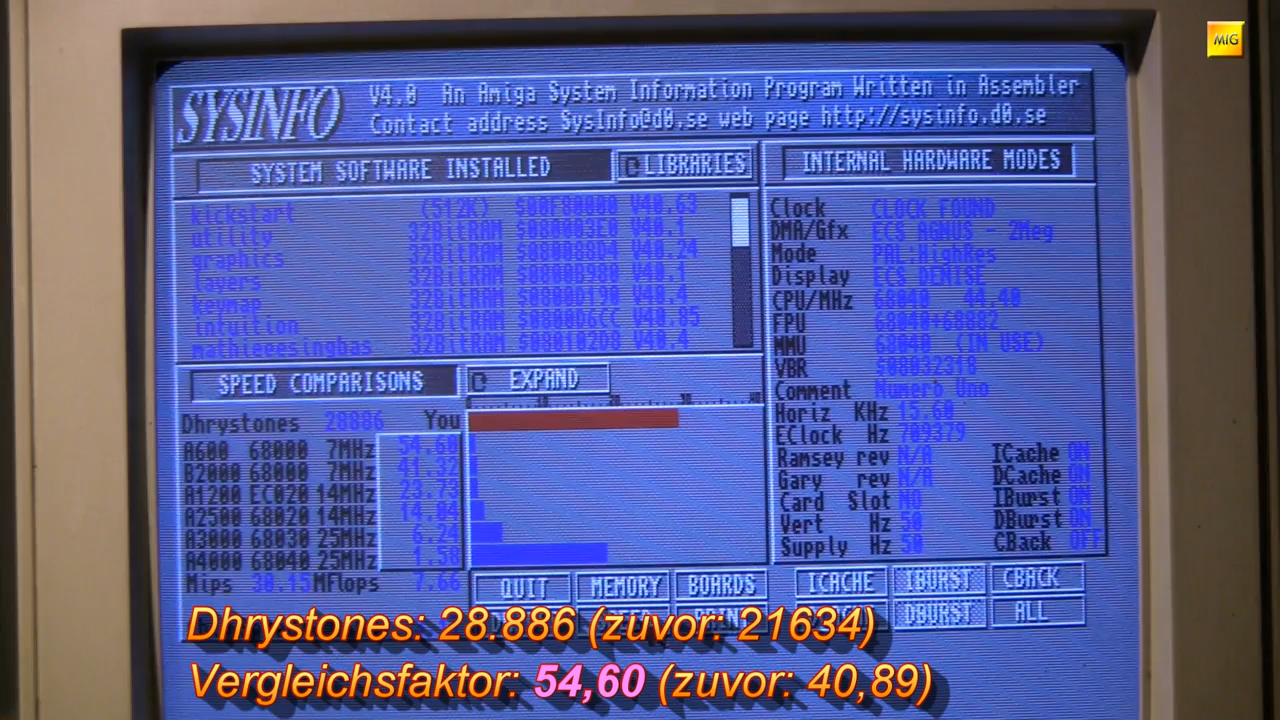 MIG
SYSINFO
V4.0 An Amiga System Information Program Written in Assembler
Contact address SysInfo@d0.se web page http://sysinfo.d0.se
SYSTEM SOFTWARE INSTALLED
LIBRARIES
kickstart (512K) $00F80000 V40.63
utility 32BitRAM $080003E0 V40.1
graphics 32BitRAM $080088D4 V40.24
layers 32BitRAM $0800B980 V40.1
keymap 32BitRAM $0800D190 V40.4
intuition 32BitRAM $0800D6CC V40.85
mathieeesingbas 32BitRAM $080102D8 V40.4
INTERNAL HARDWARE MODES
Clock CLOCK FOUND
DMA/Gfx ECS AGNUS - 2Meg
Mode PAL:HighRes
Display ECS DENISE
CPU/MHz 68040 44.40
FPU 68040+68882
MMU 68040 (IN USE)
VBR $08032318
Comment Numero Uno
Horiz KHz 15.60
EClock Hz 709379
Ramsey rev N/A
Gary rev N/A
Card Slot NO
Vert Hz 50
Supply Hz 50
ICache ON
DCache ON
IBurst ON
DBurst ON
CBack OFF
SPEED COMPARISONS
EXPAND
Dhrystones 28886 You
A600 68000 7MHz 54.60
B2000 68000 7MHz 41.32
A1200 EC020 14MHz 23.73
A2500 68020 14MHz 14.04
A3000 68030 25MHz 6.24
A4000 68040 25MHz 1.58
Mips 30.15 MFlops 7.66
QUIT MEMORY BOARDS
ICACHE IBURST CBACK
DBURST ALL
Dhrystones: 28.886 (zuvor: 21634)
Vergleichsfaktor: 54,60 (zuvor: 40,89)